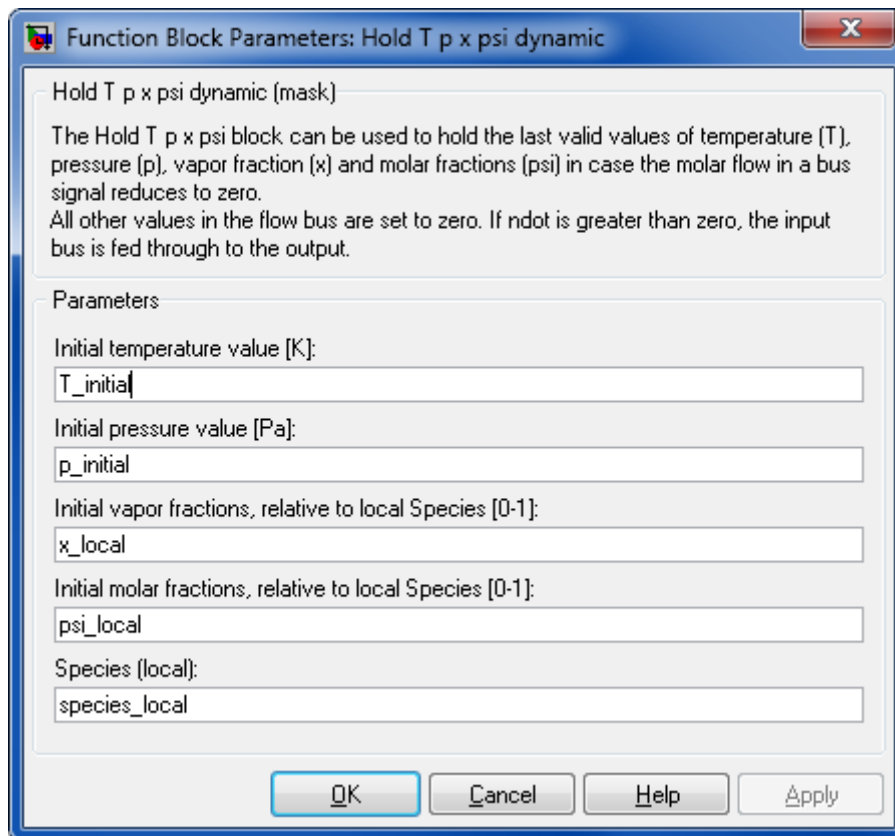 Function Block Parameters: Hold T p x psi dynamic
Hold T p x psi dynamic (mask)
The Hold T p x psi block can be used to hold the last valid values of temperature (T),
pressure (p), vapor fraction (x) and molar fractions (psi) in case the molar flow in a bus
signal reduces to zero.
All other values in the flow bus are set to zero. If ndot is greater than zero, the input
bus is fed through to the output.
Parameters
Initial temperature value [K]:
T_initial
Initial pressure value [Pa]:
p_initial
Initial vapor fractions, relative to local Species [0-1]:
x_local
Initial molar fractions, relative to local Species [0-1]:
psi_local
Species (local):
species_local
OK Cancel Help Apply